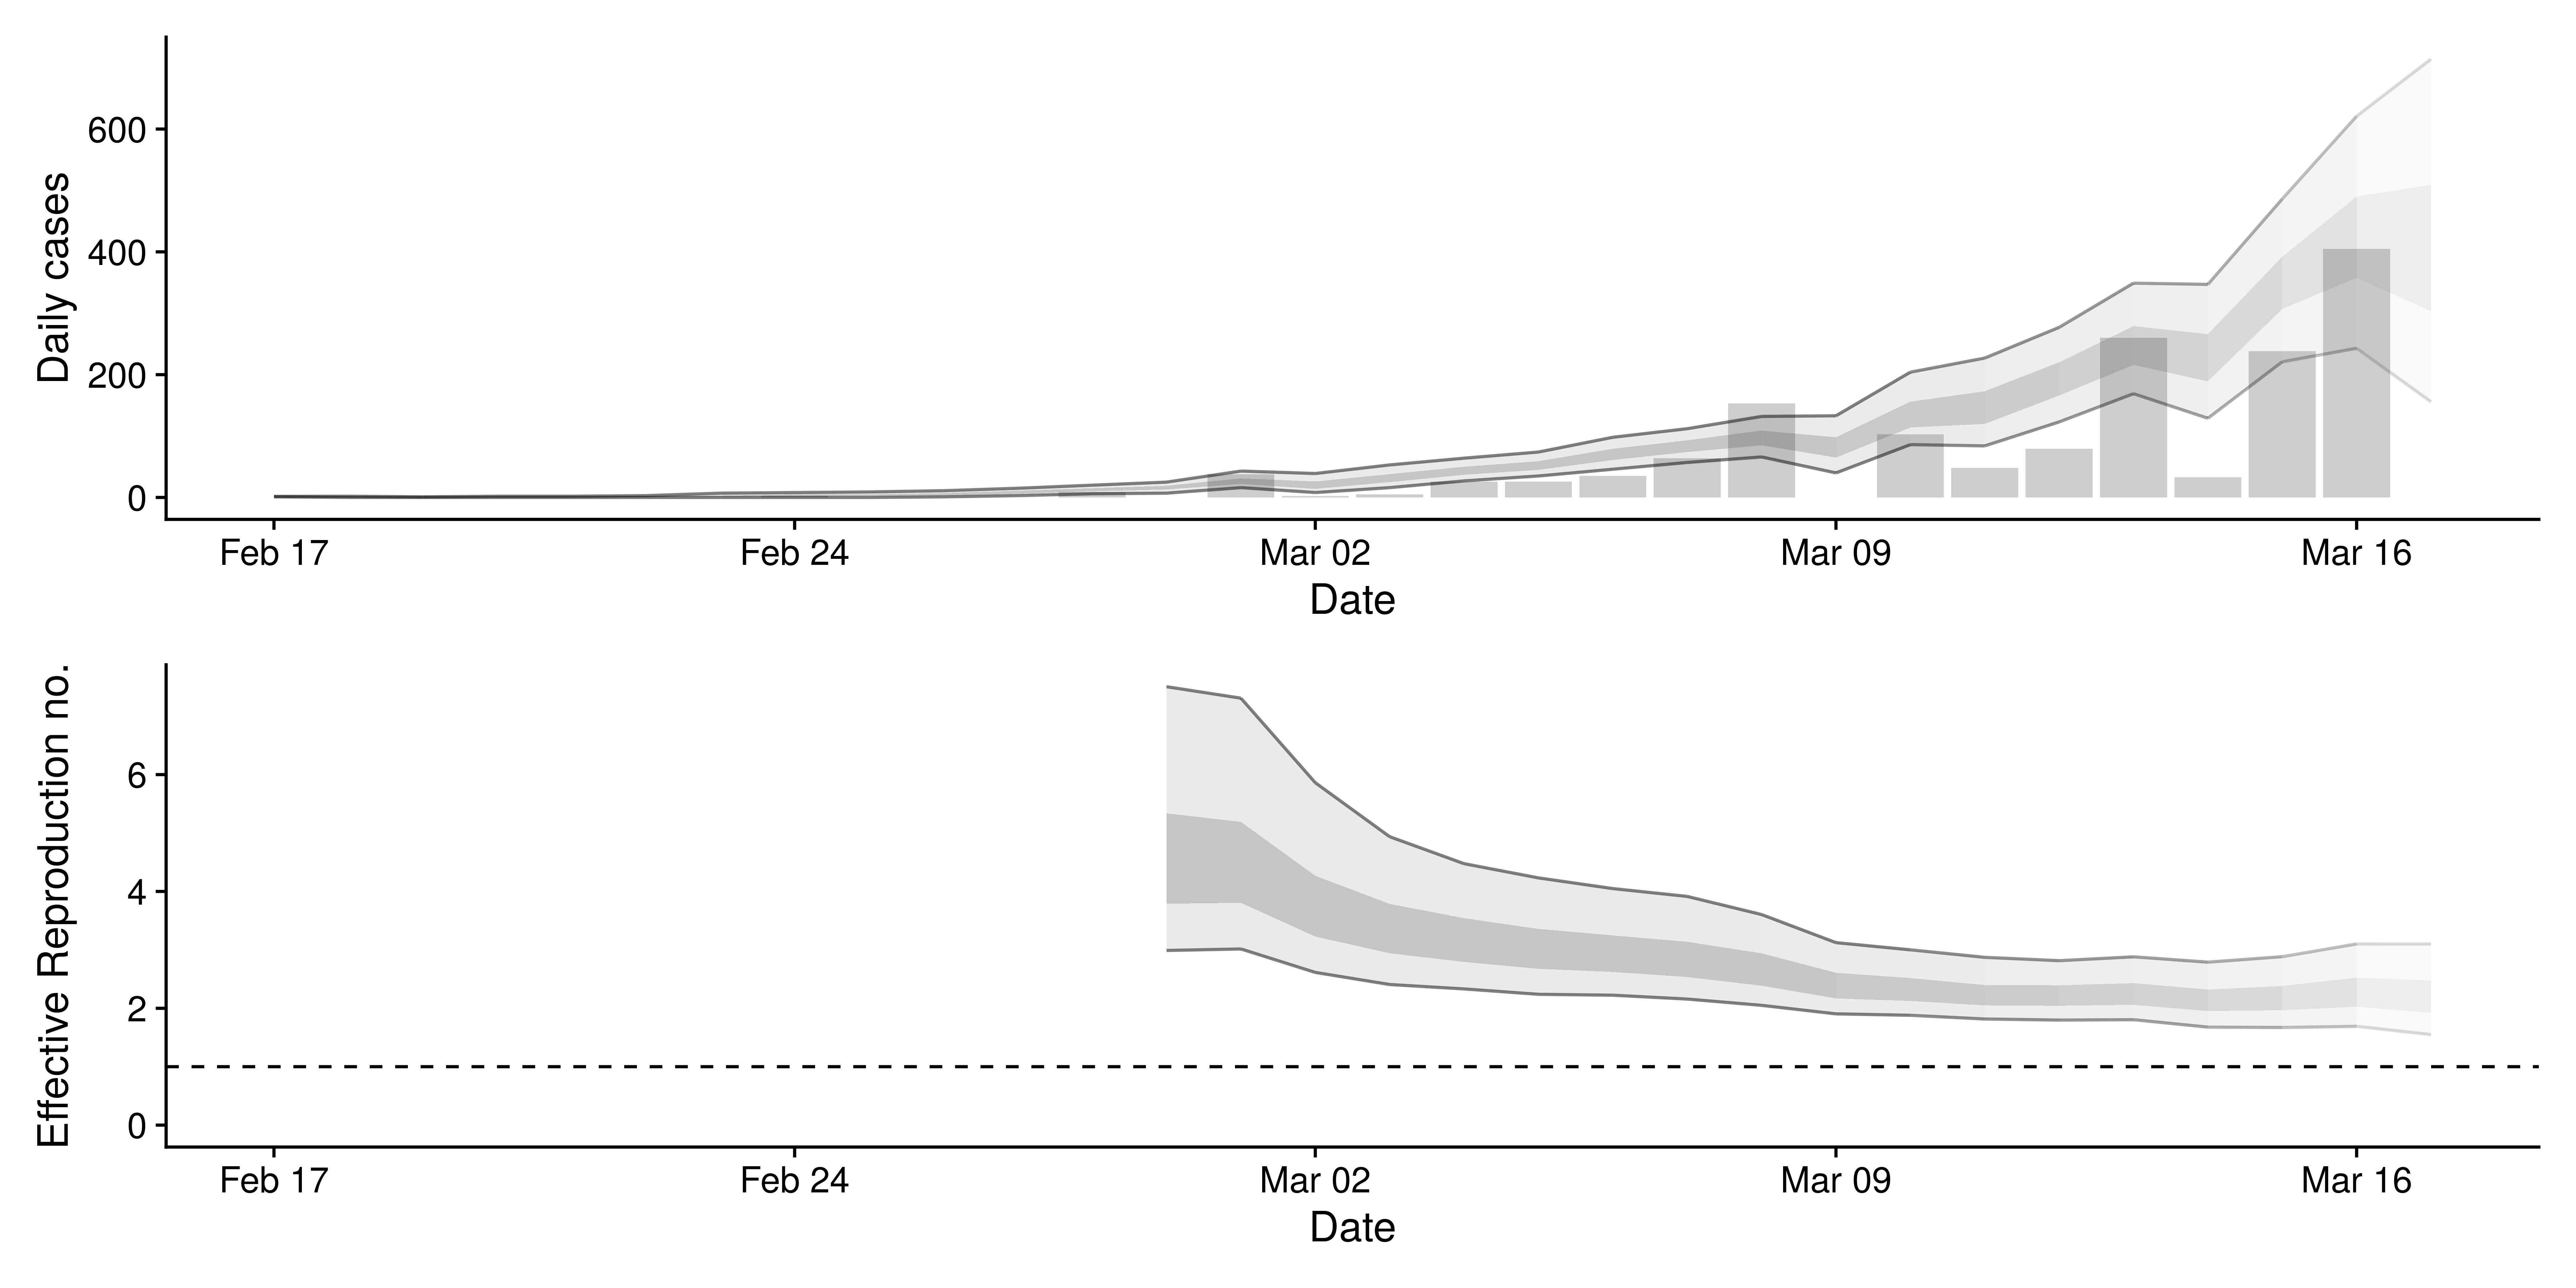 Daily cases
600
400
200
0
Feb 17 Feb 24 Mar 02 Mar 09 Mar 16
Date
Effective Reproduction no.
6
4
2
0
Feb 17 Feb 24 Mar 02 Mar 09 Mar 16
Date